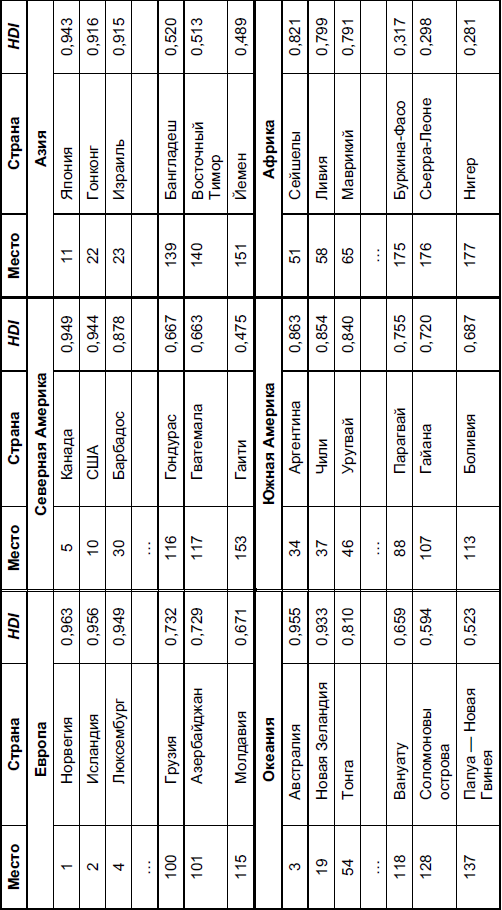 Место Страна HDI Место Страна HDI Место Страна HDI
Европа Северная Америка Азия
1 Норвегия 0,963 5 Канада 0,949 11 Япония 0,943
2 Исландия 0,956 10 США 0,944 22 Гонконг 0,916
4 Люксембург 0,949 30 Барбадос 0,878 23 Израиль 0,915
... ...
100 Грузия 0,732 116 Гондурас 0,667 139 Бангладеш 0,520
101 Азербайджан 0,729 117 Гватемала 0,663 140 Восточный 0,513
Тимор
115 Молдавия 0,671 153 Гаити 0,475 151 Йемен 0,489
Океания Южная Америка Африка
3 Австралия 0,955 34 Аргентина 0,863 51 Сейшелы 0,821
19 Новая Зеландия 0,933 37 Чили 0,854 58 Ливия 0,799
54 Тонга 0,810 46 Уругвай 0,840 65 Маврикий 0,791
... ... ...
118 Вануату 0,659 88 Парагвай 0,755 175 Буркина-Фасо 0,317
128 Соломоновы 0,594 107 Гайана 0,720 176 Сьерра-Леоне 0,298
острова
137 Папуа — Новая 0,523 113 Боливия 0,687 177 Нигер 0,281
Гвинея